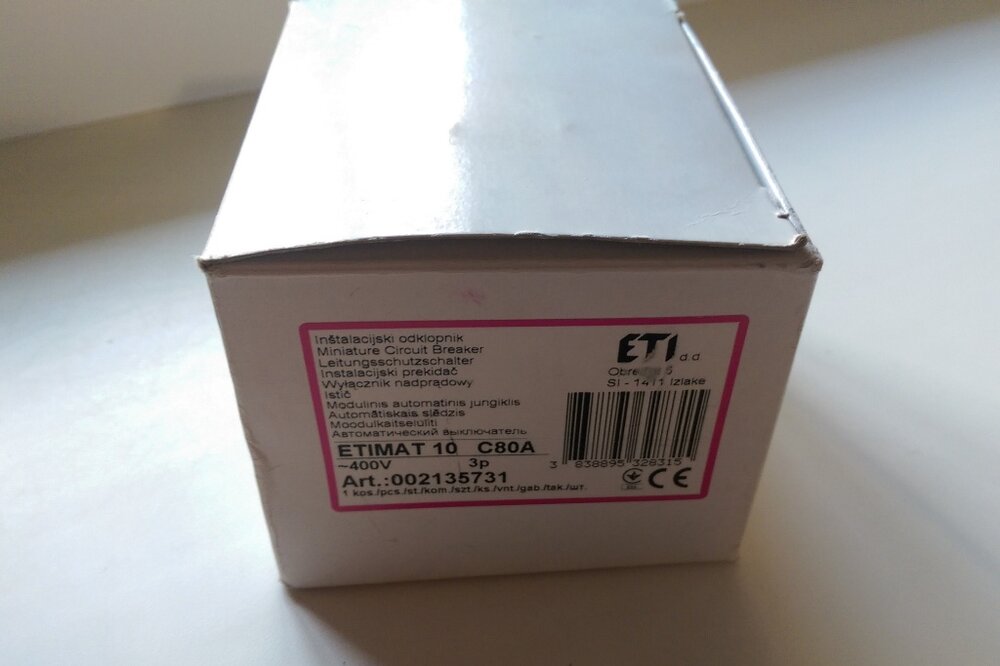 Inštalacijski odklopnik
Miniature Circuit Breaker
Leitungsschutzschalter
Instalacijski prekidač
Wyłącznik nadprądowy
Istič
Modulinis automatinis jungiklis
Automātiskais slēdzis
Moodulkaitselüliti
Автоматический выключатель
ETIMAT 10 C80A
~400V 3p
Art.:002135731
1 kos./pcs./st./kom./szt./ks./vnt./gab./tak./шт.
ETI d.d
5
SI - 1411 Izlake
3 838895 328315
CE